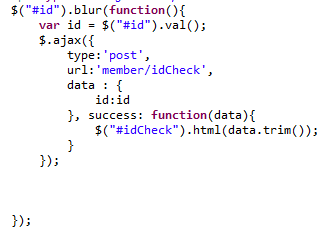 $("#id").blur(function(){
var id = $("#id").val();
$.ajax({
type:'post',
url:'member/idCheck',
data : {
id:id
}, success: function(data){
$("#idCheck").html(data.trim());
}
});
});